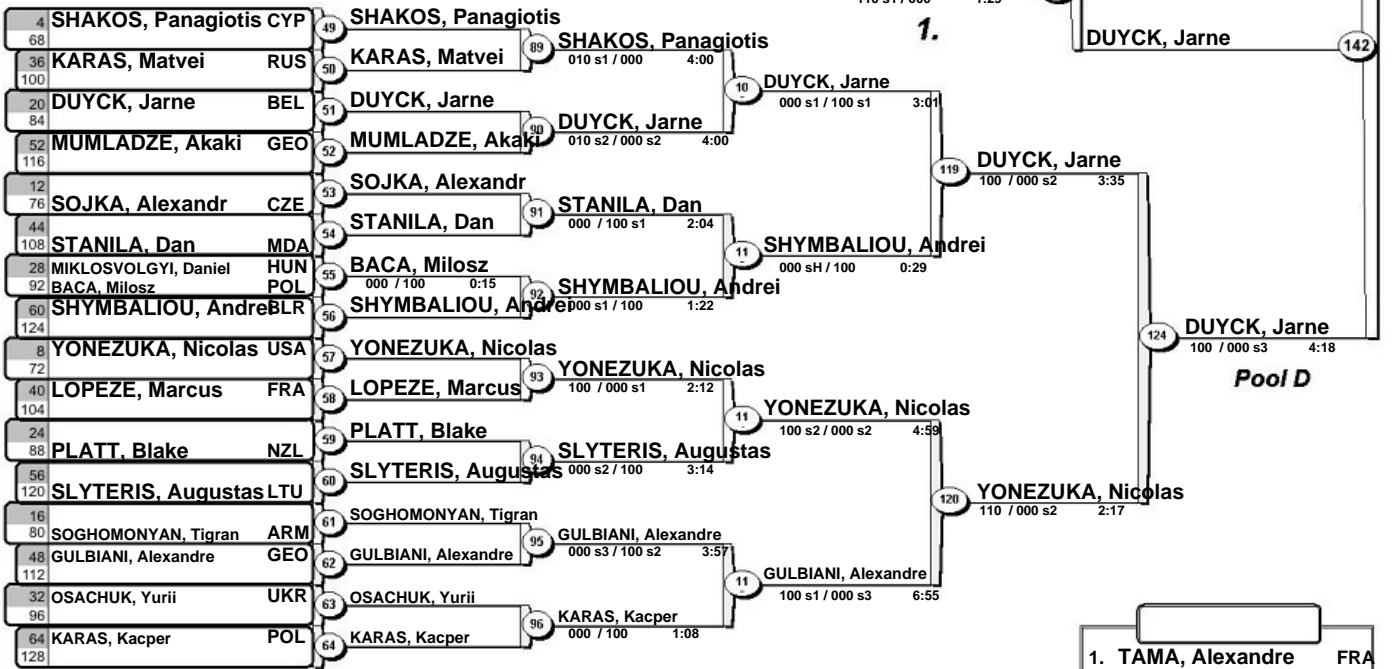 110 s1 / 000 1:25
1.
DUYCK, Jarne
142
4 SHAKOS, Panagiotis CYP
68
36 KARAS, Matvei RUS
100
20 DUYCK, Jarne BEL
84
52 MUMLADZE, Akaki GEO
116
12
76 SOJKA, Alexandr CZE
44
108 STANILA, Dan MDA
28 MIKLOSVOLGYI, Daniel HUN
92 BACA, Milosz POL
60 SHYMBALIOU, Andrei BLR
124
8 YONEZUKA, Nicolas USA
72
40 LOPEZE, Marcus FRA
104
24
88 PLATT, Blake NZL
56
120 SLYTERIS, Augustas LTU
16
80 SOGHOMONYAN, Tigran ARM
48 GULBIANI, Alexandre GEO
112
32 OSACHUK, Yurii UKR
96
64 KARAS, Kacper POL
128
49 SHAKOS, Panagiotis
50 KARAS, Matvei
51 DUYCK, Jarne
52 MUMLADZE, Akaki
53 SOJKA, Alexandr
54 STANILA, Dan
55 BACA, Milosz
000 / 100 0:15
56 SHYMBALIOU, Andrei
57 YONEZUKA, Nicolas
58 LOPEZE, Marcus
59 PLATT, Blake
60 SLYTERIS, Augustas
61 SOGHOMONYAN, Tigran
62 GULBIANI, Alexandre
63 OSACHUK, Yurii
64 KARAS, Kacper
89 SHAKOS, Panagiotis
010 s1 / 000 4:00
90 DUYCK, Jarne
010 s2 / 000 s2 4:00
91 STANILA, Dan
000 / 100 s1 2:04
92 SHYMBALIOU, Andrei
000 s1 / 100 1:22
93 YONEZUKA, Nicolas
100 / 000 s1 2:12
94 SLYTERIS, Augustas
000 s2 / 100 3:14
95 GULBIANI, Alexandre
000 s3 / 100 s2 3:57
96 KARAS, Kacper
000 / 100 1:08
10 DUYCK, Jarne
000 s1 / 100 s1 3:01
11 SHYMBALIOU, Andrei
000 sH / 100 0:29
11 YONEZUKA, Nicolas
100 s2 / 000 s2 4:59
11 GULBIANI, Alexandre
100 s1 / 000 s3 6:55
119 DUYCK, Jarne
100 / 000 s2 3:35
120 YONEZUKA, Nicolas
110 / 000 s2 2:17
124 DUYCK, Jarne
100 / 000 s3 4:18
Pool D
1. TAMA, Alexandre FRA